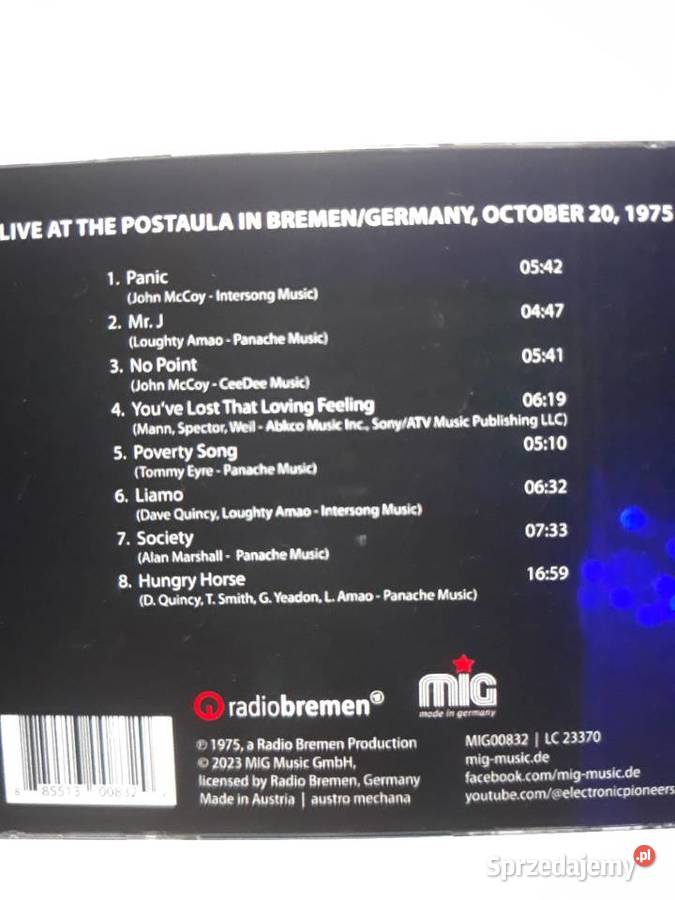 LIVE AT THE POSTAULA IN BREMEN/GERMANY, OCTOBER 20, 1975
1. Panic 05:42
(John McCoy - Intersong Music)
2. Mr. J 04:47
(Loughty Amao - Panache Music)
3. No Point 05:41
(John McCoy - CeeDee Music)
4. You've Lost That Loving Feeling 06:19
(Mann, Spector, Weil - Abkco Music Inc., Sony/ATV Music Publishing LLC)
5. Poverty Song 05:10
(Tommy Eyre - Panache Music)
6. Liamo 06:32
(Dave Quincy, Loughty Amao - Intersong Music)
7. Society 07:33
(Alan Marshall - Panache Music)
8. Hungry Horse 16:59
(D. Quincy, T. Smith, G. Yeadon, L. Amao - Panache Music)
radiobremen
MIG
made in germany
℗ 1975, a Radio Bremen Production
© 2023 MIG Music GmbH,
licensed by Radio Bremen, Germany
Made in Austria | austro mechana
MIG00832 | LC 23370
mig-music.de
facebook.com/mig-music.de
youtube.com/@electronicpioneers
8 85513 00832
Sprzedajemy.pl